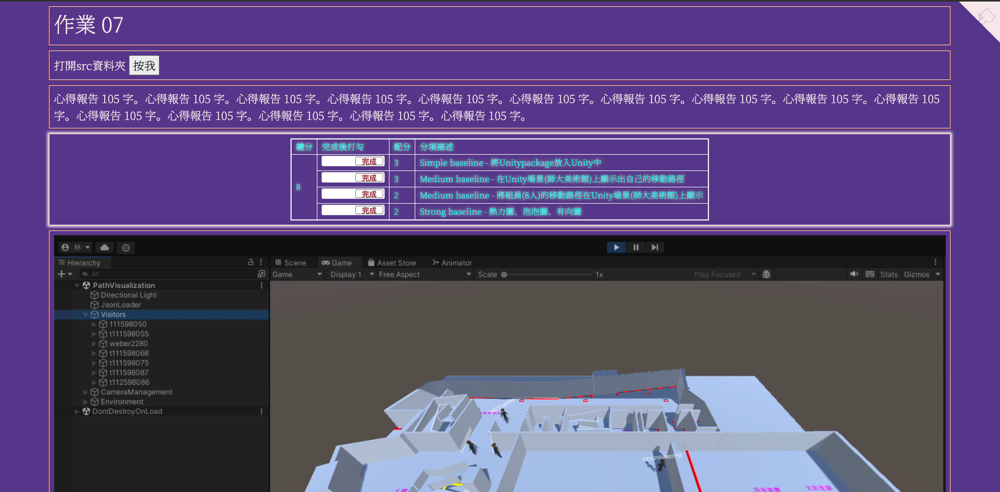 作業 07
打開src資料夾 按我
心得報告 105 字。心得報告 105 字。心得報告 105 字。心得報告 105 字。心得報告 105 字。心得報告 105 字。心得報告 105 字。心得報告 105 字。心得報告 105 字。心得報告 105
字。心得報告 105 字。心得報告 105 字。心得報告 105 字。心得報告 105 字。心得報告 105 字。
總分 完成後打勾 配分 分項描述
8
完成 3 Simple baseline - 將Unitypackage放入Unity中
完成 3 Medium baseline - 在Unity場景(師大美術館)上顯示出自己的移動路徑
完成 2 Medium baseline - 將組員(8人)的移動路徑在Unity場景(師大美術館)上顯示
完成 2 Strong baseline - 熱力圖、泡泡圖、有向圖
林
Hierarchy
All
PathVisualization
Directional Light
JsonLoader
Visitors
111598050
t111598055
weber2280
t111598066
t111598075
t111598087
t112598086
CameraManagement
Environment
DontDestroyOnLoad
Scene Game Asset Store Animator
Game Display 1 Free Aspect Scale 1x Play Focused Stats Gizmos
t112598086